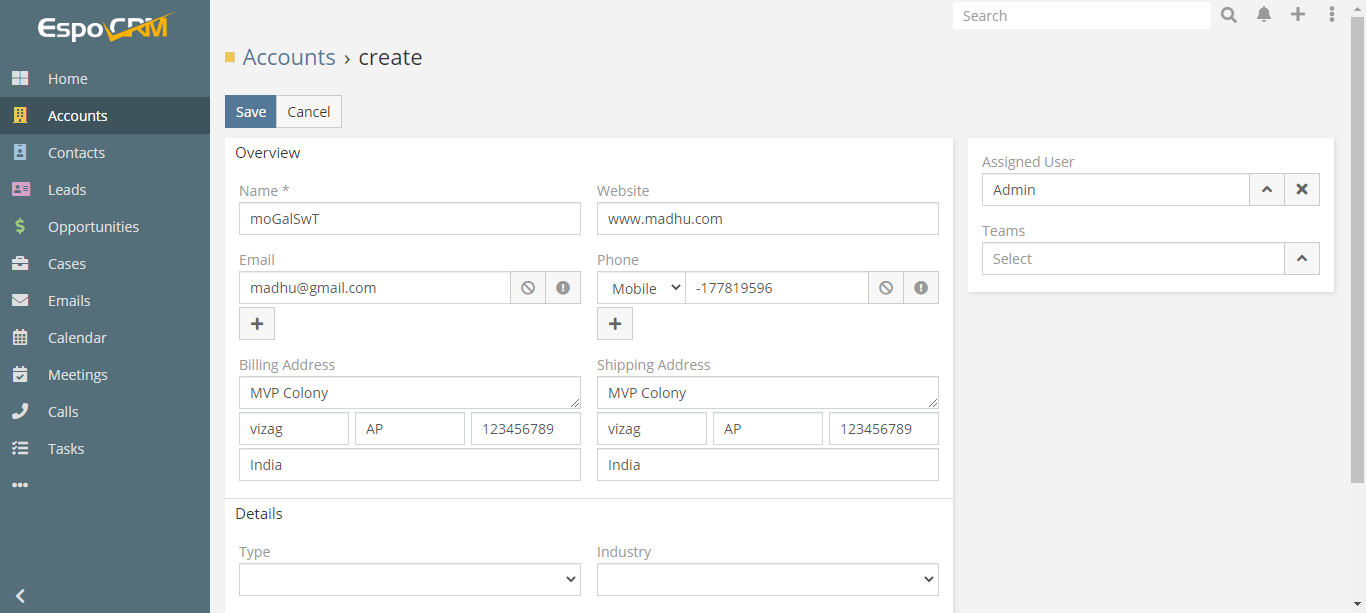 EspoCRM
Home
Accounts
Contacts
Leads
Opportunities
Cases
Emails
Calendar
Meetings
Calls
Tasks
Search
Accounts › create
Save Cancel
Overview
Name * Website
moGalSwT www.madhu.com
Email Phone
madhu@gmail.com Mobile -177819596
Billing Address Shipping Address
MVP Colony MVP Colony
vizag AP 123456789 vizag AP 123456789
India India
Details
Type Industry
Assigned User
Admin
Teams
Select